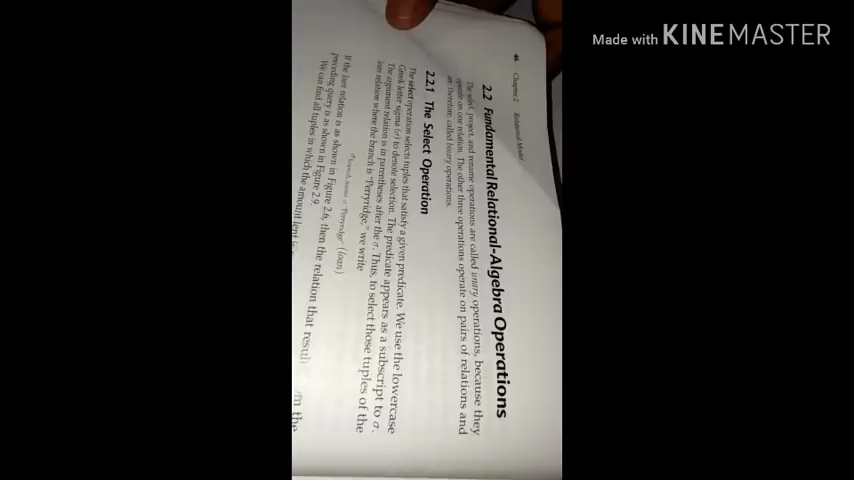 46 Chapter 2 Relational Model
2.2 Fundamental Relational-Algebra Operations
The select, project, and rename operations are called unary operations, because they
operate on one relation. The other three operations operate on pairs of relations and
are, therefore, called binary operations.
2.2.1 The Select Operation
The select operation selects tuples that satisfy a given predicate. We use the lowercase
Greek letter sigma (σ) to denote selection. The predicate appears as a subscript to σ.
The argument relation is in parentheses after the σ. Thus, to select those tuples of the
loan relation where the branch is “Perryridge,” we write
σ branch_name = “Perryridge” (loan)
If the loan relation is as shown in Figure 2.6, then the relation that results from the
preceding query is as shown in Figure 2.9.
We can find all tuples in which the amount lent is
Made with KINEMASTER